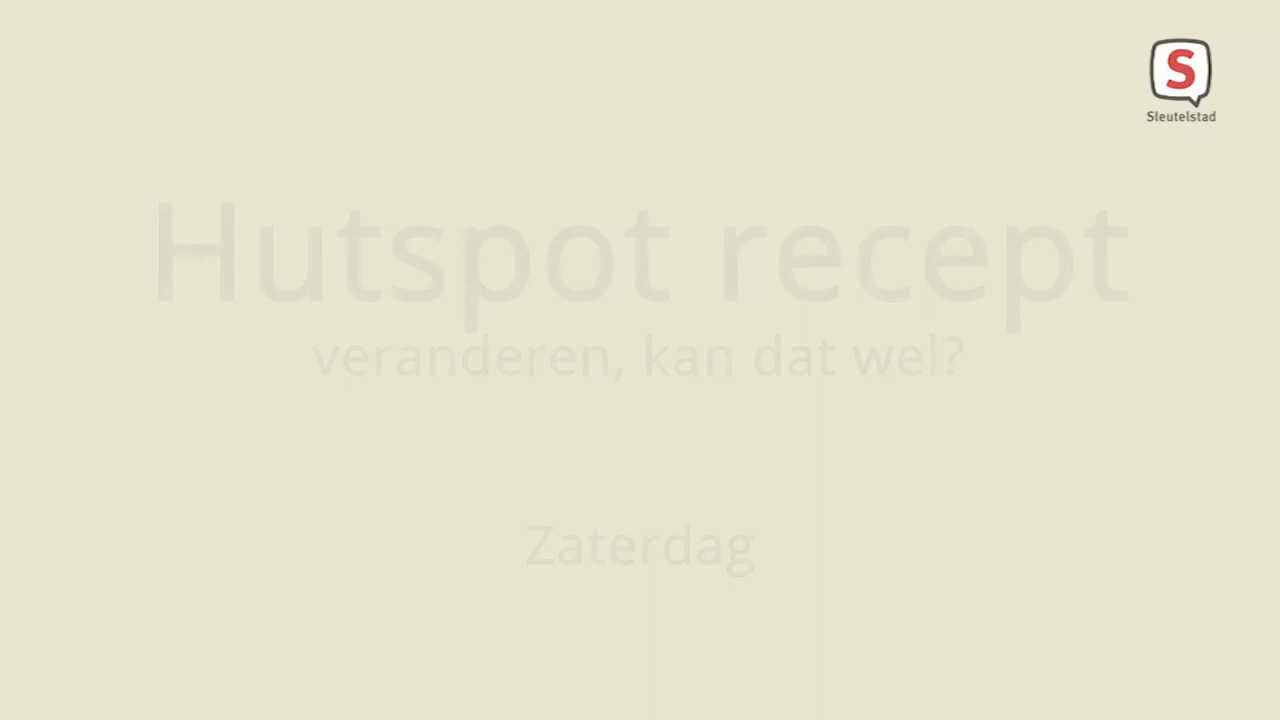 S
Sleutelstad
Hutspot recept
veranderen, kan dat wel?
Zaterdag